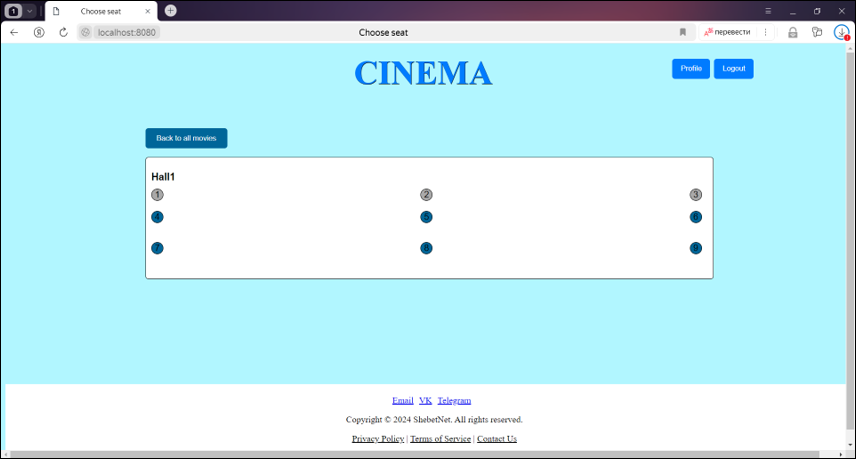 1 Choose seat
localhost:8080 Choose seat перевести
CINEMA
Profile Logout
Back to all movies
Hall1
1 2 3
4 5 6
7 8 9
Email VK Telegram
Copyright © 2024 ShebetNet. All rights reserved.
Privacy Policy | Terms of Service | Contact Us